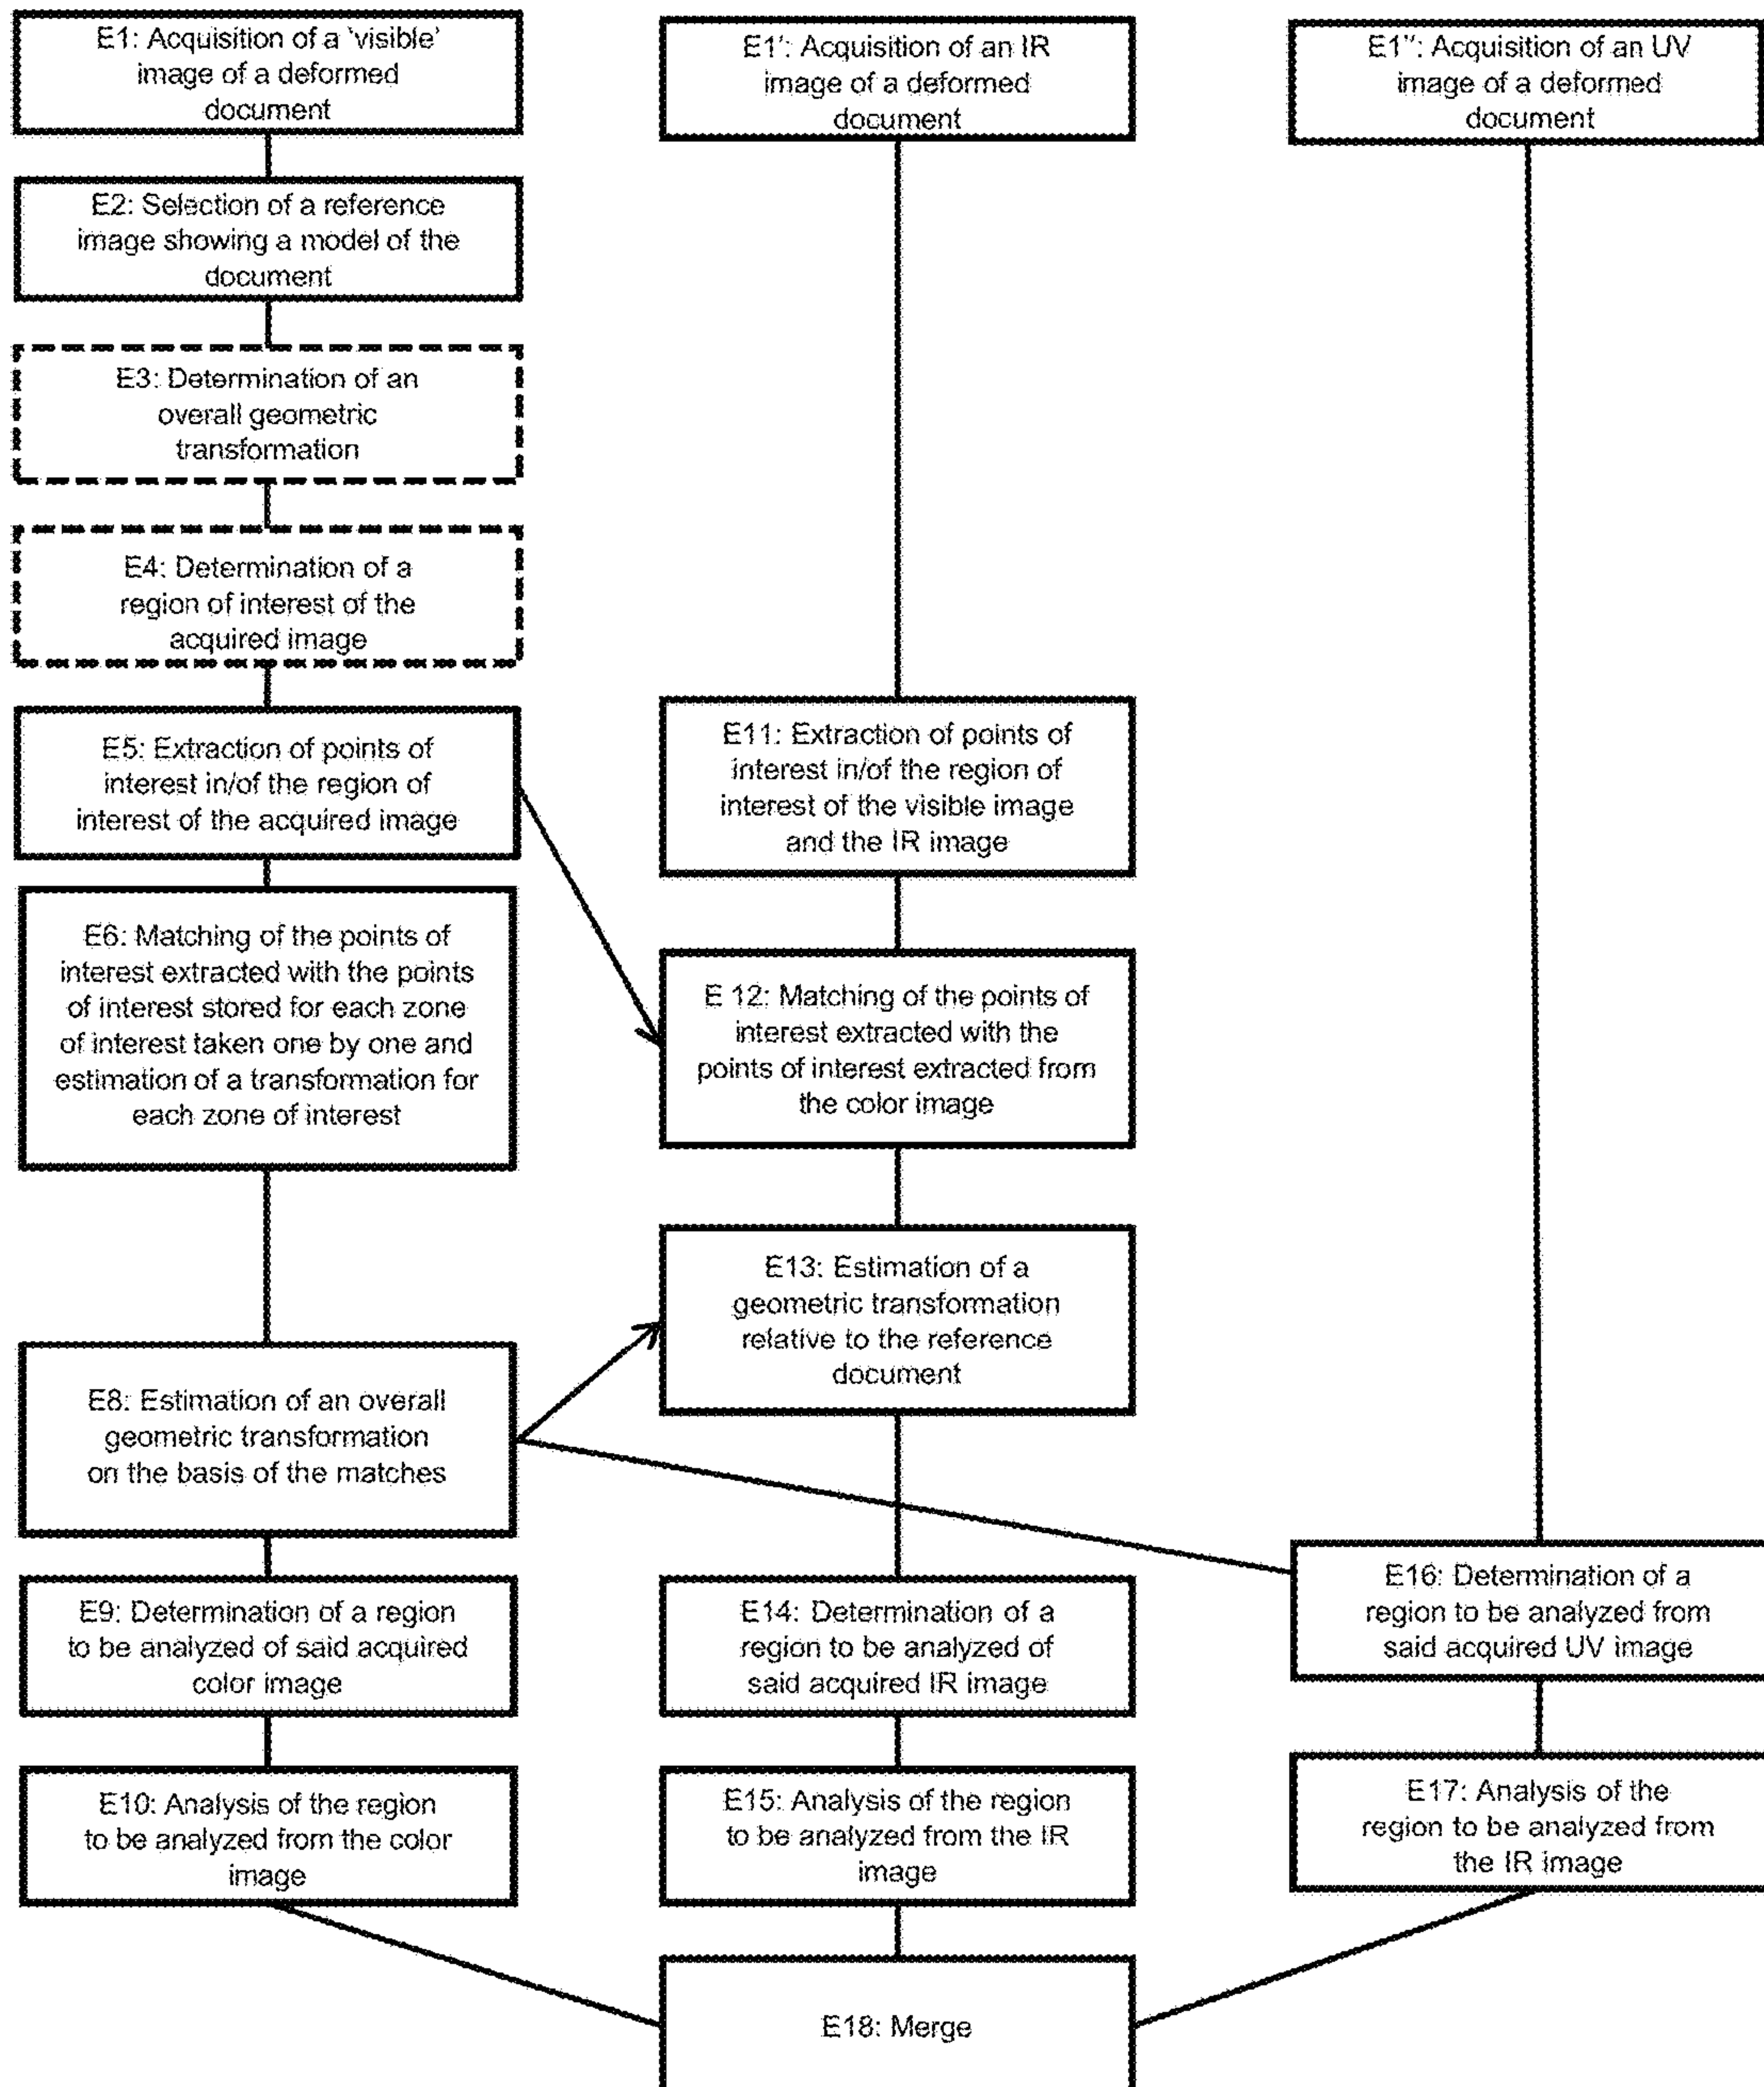 E1: Acquisition of a 'visible'
image of a deformed
document
E1': Acquisition of an IR
image of a deformed
document
E1'': Acquisition of an UV
image of a deformed
document
E2: Selection of a reference
image showing a model of the
document
E3: Determination of an
overall geometric
transformation
E4: Determination of a
region of interest of the
acquired image
E5: Extraction of points of
interest in/of the region of
interest of the acquired image
E11: Extraction of points of
interest in/of the region of
interest of the visible image
and the IR image
E6: Matching of the points of
interest extracted with the points
of interest stored for each zone
of interest taken one by one and
estimation of a transformation for
each zone of interest
E 12: Matching of the points of
interest extracted with the
points of interest extracted from
the color image
E13: Estimation of a
geometric transformation
relative to the reference
document
E8: Estimation of an overall
geometric transformation
on the basis of the matches
E9: Determination of a region
to be analyzed of said acquired
color image
E14: Determination of a
region to be analyzed of
said acquired IR image
E16: Determination of a
region to be analyzed from
said acquired UV image
E10: Analysis of the region
to be analyzed from the color
image
E15: Analysis of the region
to be analyzed from the IR
image
E17: Analysis of the
region to be analyzed from
the IR image
E18: Merge